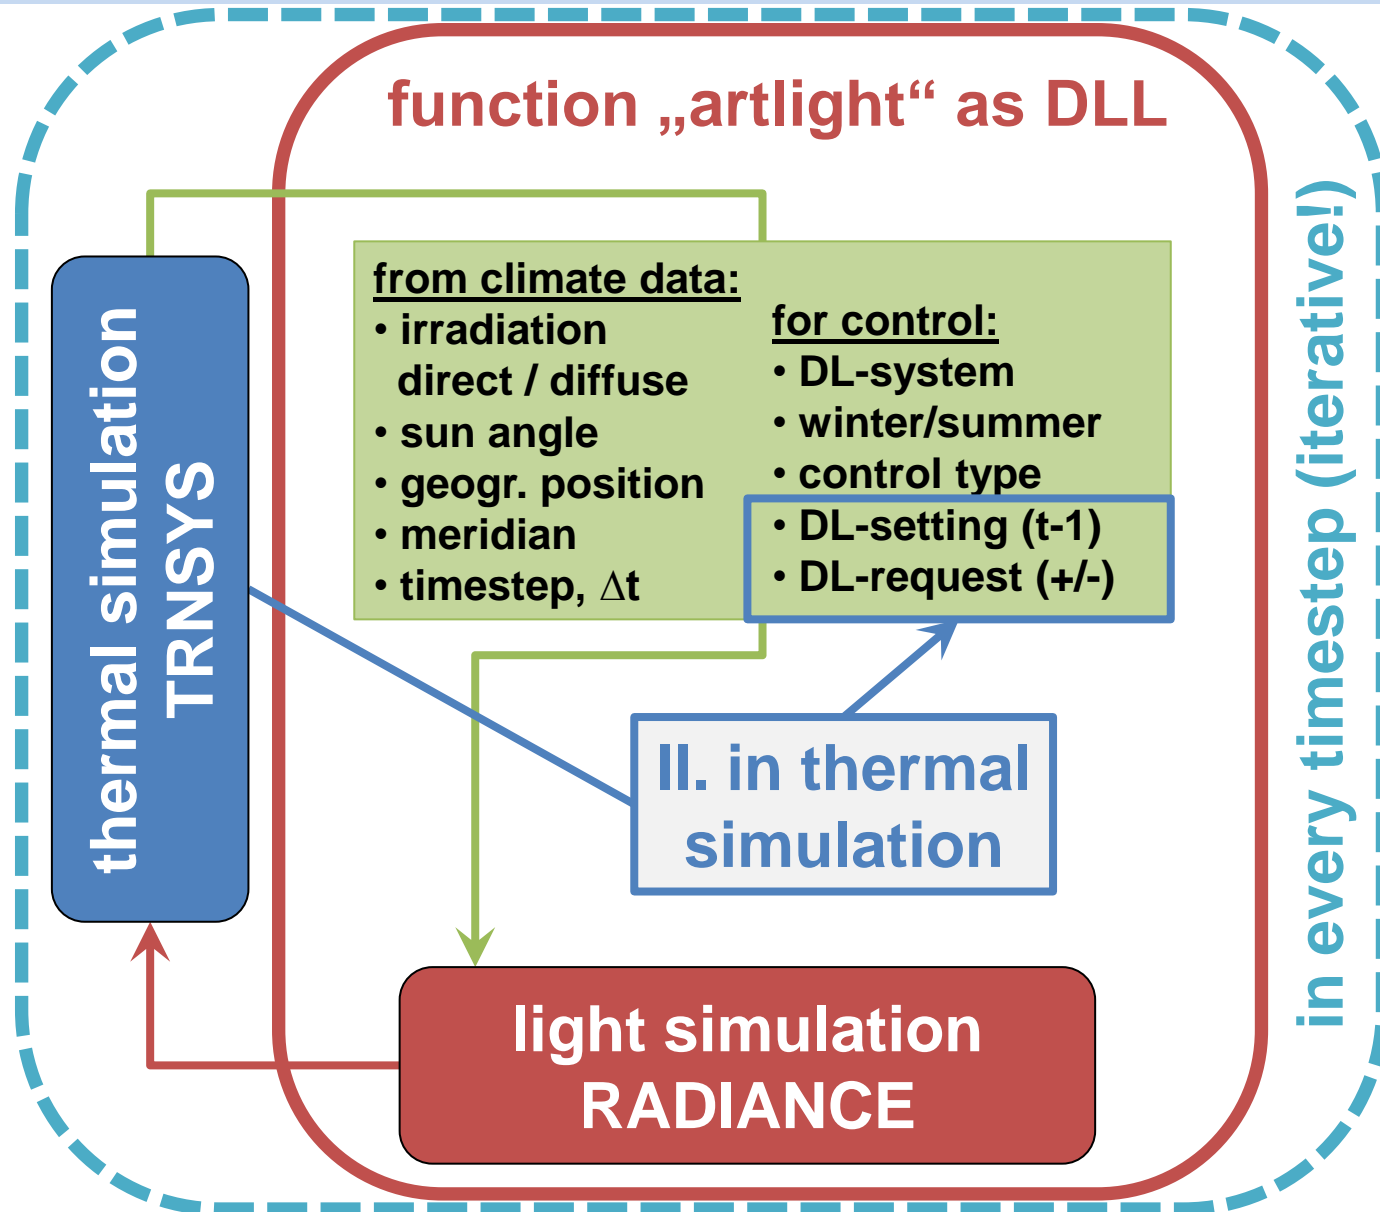 function „artlight“ as DLL
thermal simulation
TRNSYS
from climate data:
• irradiation
direct / diffuse
• sun angle
• geogr. position
• meridian
• timestep, Δt
for control:
• DL-system
• winter/summer
• control type
• DL-setting (t-1)
• DL-request (+/-)
II. in thermal
simulation
light simulation
RADIANCE
in every timestep (iterative!)